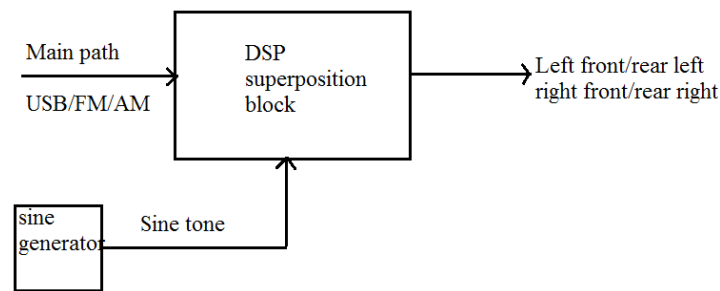 Main path
USB/FM/AM
DSP
superposition
block
Left front/rear left
right front/rear right
sine
generator
Sine tone